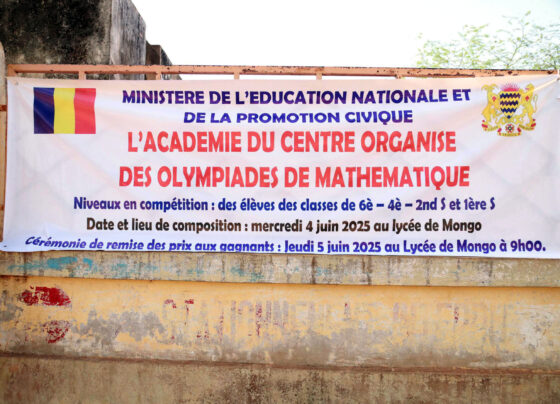 MINISTERE DE L'EDUCATION NATIONALE ET
DE LA PROMOTION CIVIQUE
L'ACADEMIE DU CENTRE ORGANISE
DES OLYMPIADES DE MATHEMATIQUE
Niveaux en compétition : des élèves des classes de 6è – 4è – 2nd S et 1ère S
Date et lieu de composition : mercredi 4 juin 2025 au lycée de Mongo
Cérémonie de remise des prix aux gagnants : Jeudi 5 juin 2025 au Lycée de Mongo à 9h00.